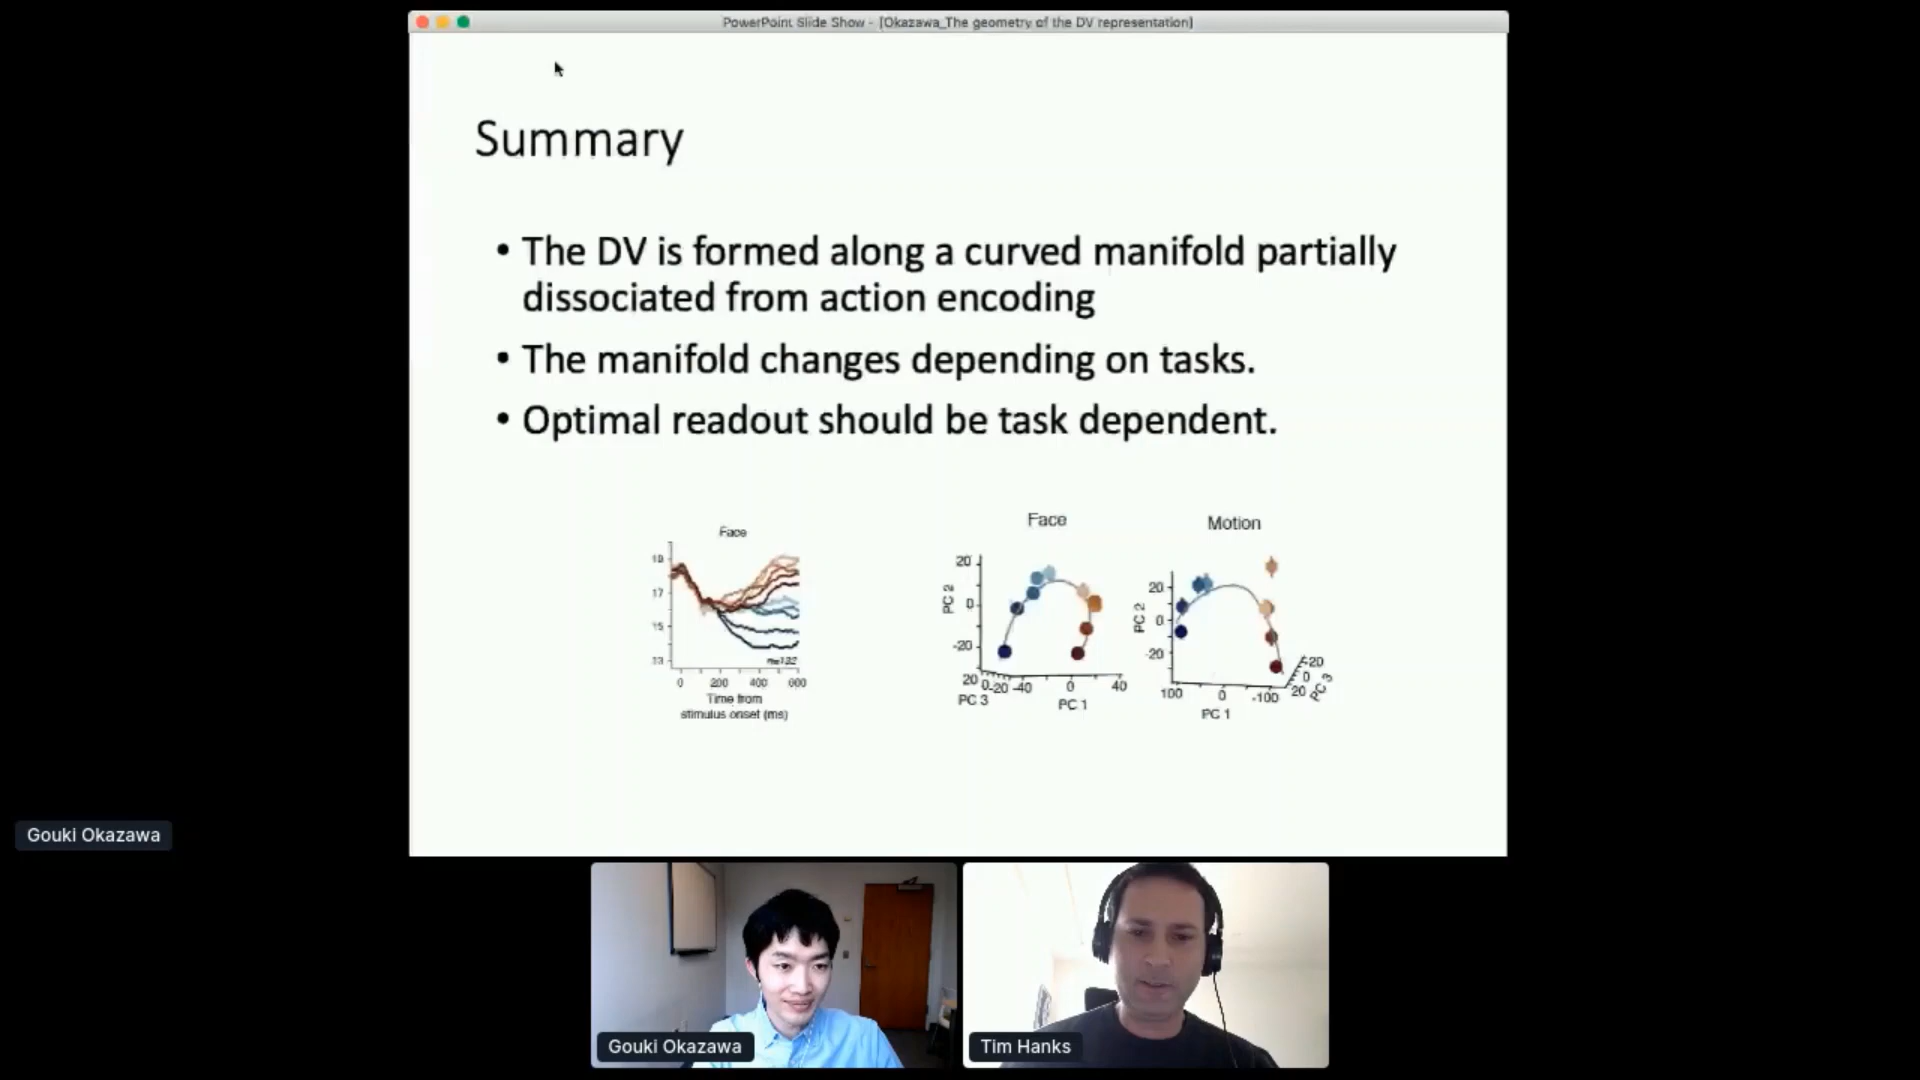 PowerPoint Slide Show - [Okazawa_The geometry of the DV representation]
Summary
• The DV is formed along a curved manifold partially
dissociated from action encoding
• The manifold changes depending on tasks.
• Optimal readout should be task dependent.
Face
19
17
15
13
n=132
0 200 400 600
Time from
stimulus onset (ms)
Face
20
0
-20
PC 2
20 0 -20
PC 3
-40 0 40
PC 1
Motion
20
0
-20
PC 2
100 0 -100
PC 1
-20
0
20
PC 3
Gouki Okazawa
Gouki Okazawa
Tim Hanks